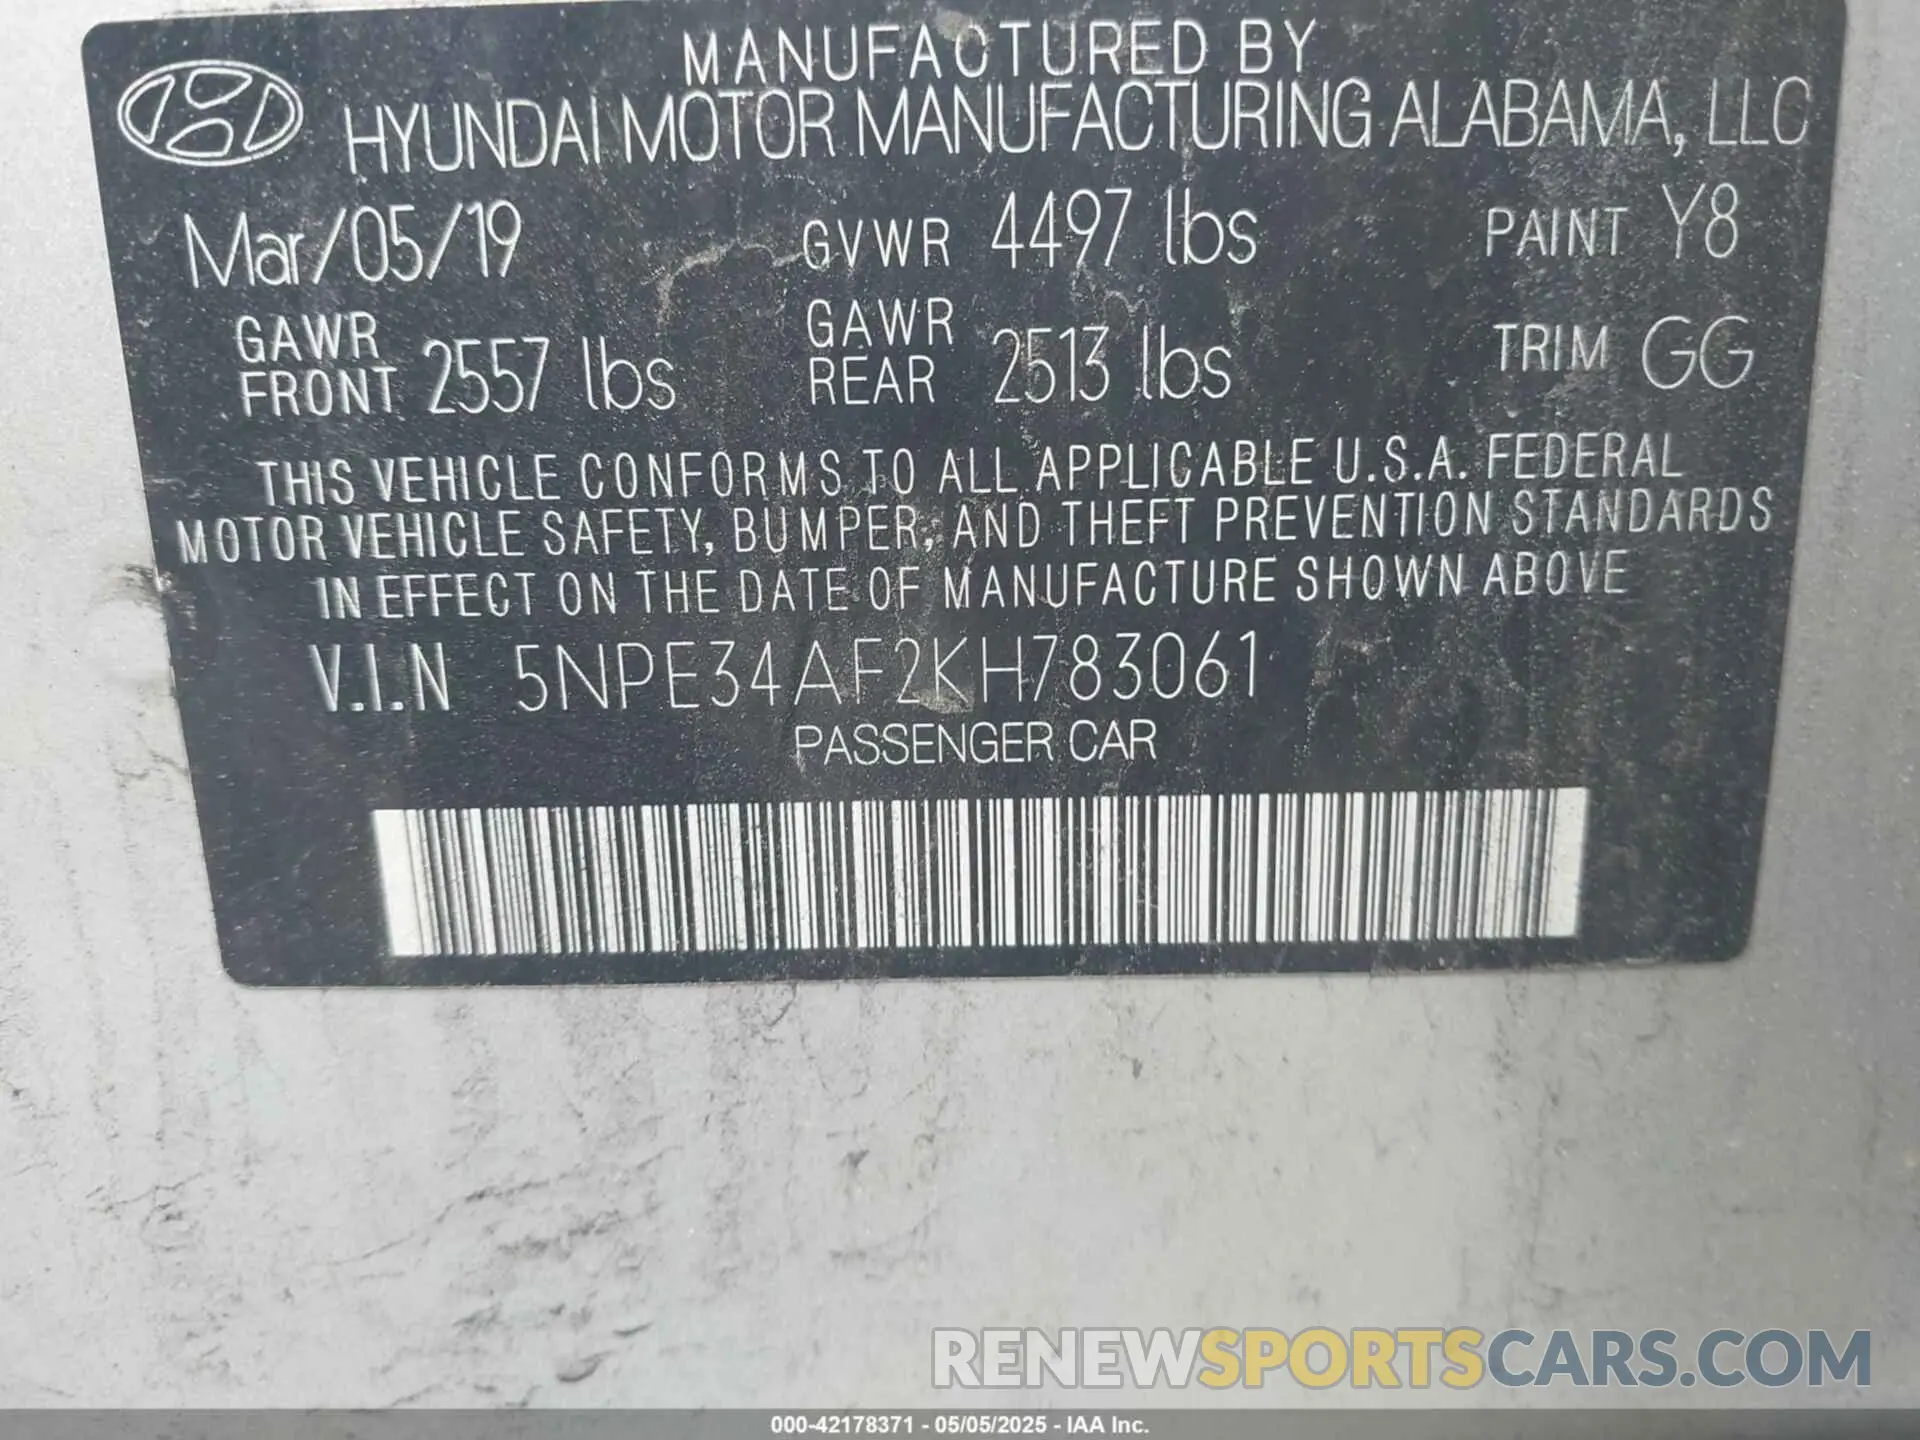 MANUFACTURED BY
HYUNDAI MOTOR MANUFACTURING ALABAMA, LLC
Mar/05/19 GVWR 4497 lbs PAINT Y8
GAWR FRONT 2557 lbs GAWR REAR 2513 lbs TRIM GG
THIS VEHICLE CONFORMS TO ALL APPLICABLE U.S.A. FEDERAL
MOTOR VEHICLE SAFETY, BUMPER, AND THEFT PREVENTION STANDARDS
IN EFFECT ON THE DATE OF MANUFACTURE SHOWN ABOVE
V.I.N 5NPE34AF2KH783061
PASSENGER CAR
RENEWSPORTSCARS.COM
000-42178371 - 05/05/2025 - IAA Inc.